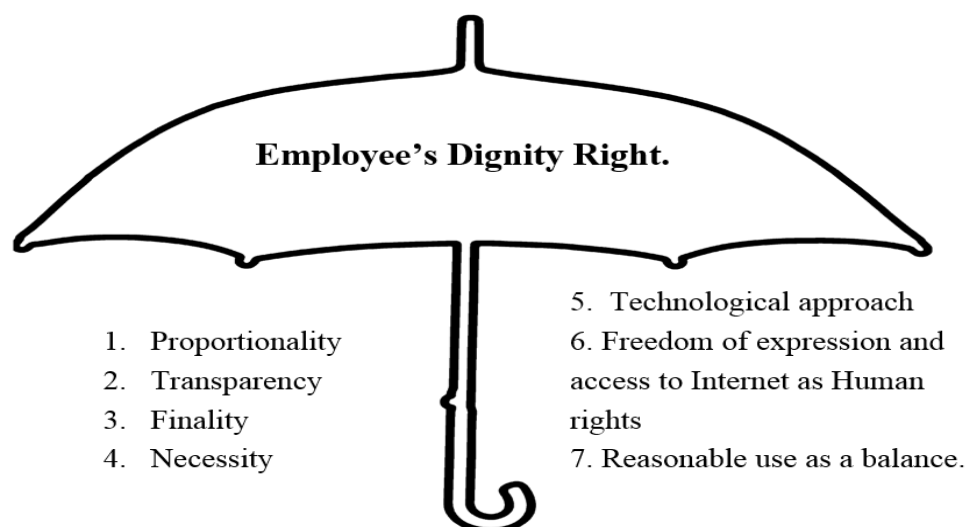 Employee’s Dignity Right.
1. Proportionality
2. Transparency
3. Finality
4. Necessity
5. Technological approach
6. Freedom of expression and
access to Internet as Human
rights
7. Reasonable use as a balance.